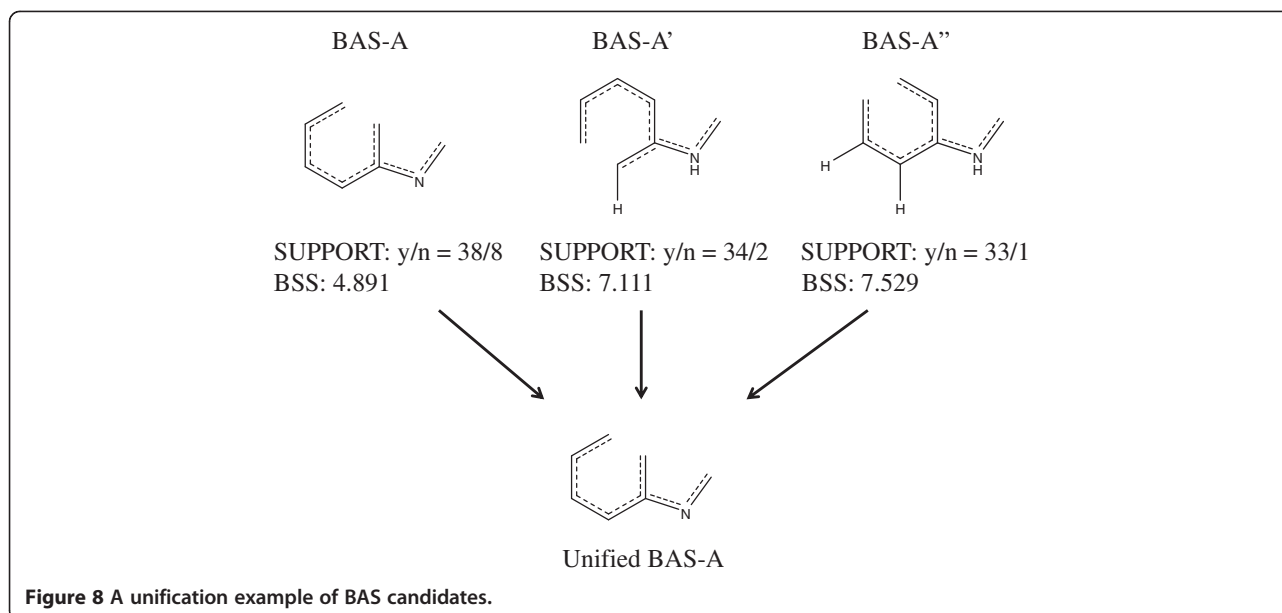 BAS-A BAS-A' BAS-A”
N
N
H
H
H
N
H
H
SUPPORT: y/n = 38/8 SUPPORT: y/n = 34/2 SUPPORT: y/n = 33/1
BSS: 4.891 BSS: 7.111 BSS: 7.529
N
Unified BAS-A
Figure 8 A unification example of BAS candidates.